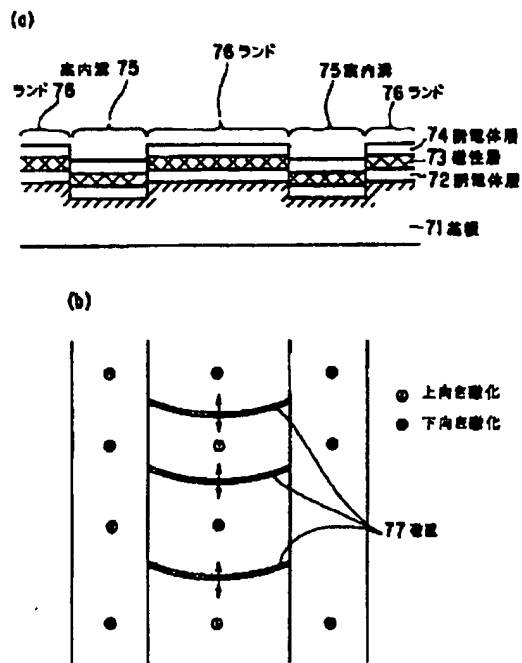 (a)
76 ランド
案内溝 75
75 案内溝
ランド 76
76 ランド
74 誘電体層
73 磁性層
72 誘電体層
71 基板
(b)
上向き磁化
下向き磁化
77 磁壁